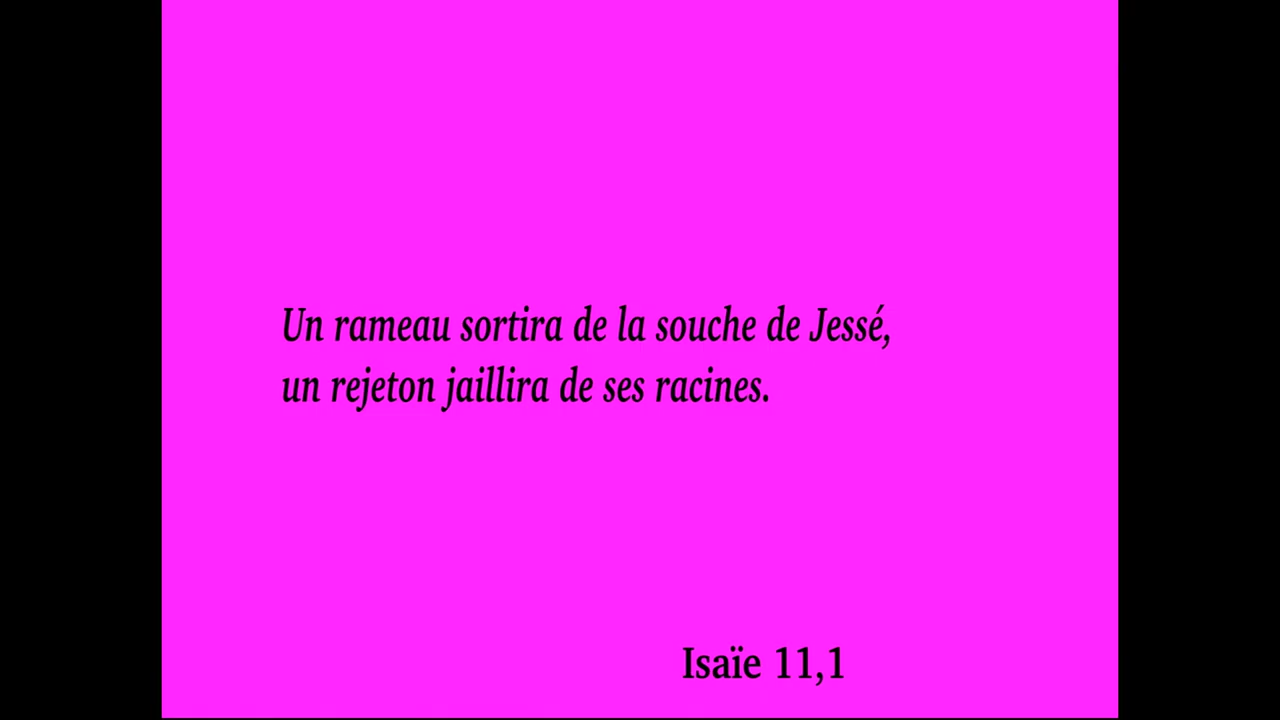 Un rameau sortira de la souche de Jessé,
un rejeton jaillira de ses racines.
Isaïe 11,1